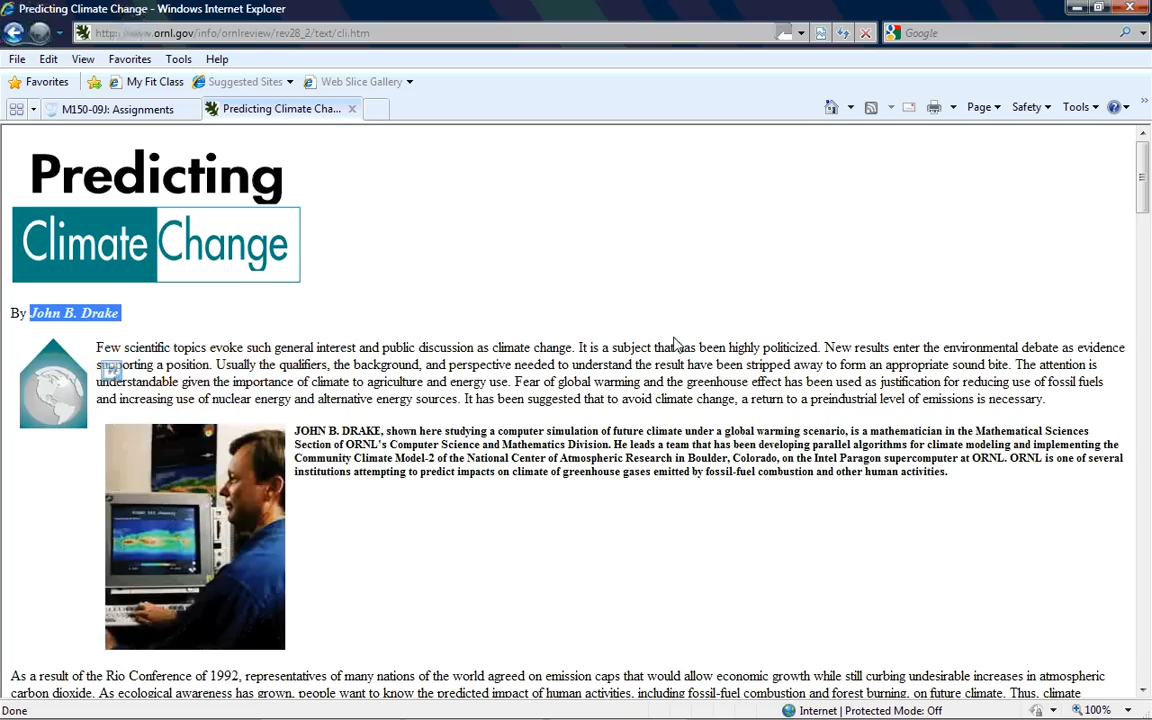 Predicting Climate Change - Windows Internet Explorer
http://www.ornl.gov/info/ornlreview/rev28_2/text/cli.htm
Google
File Edit View Favorites Tools Help
Favorites My Fit Class Suggested Sites Web Slice Gallery
M150-09J: Assignments Predicting Climate Cha... Page Safety Tools
Predicting
Climate Change
By John B. Drake
Few scientific topics evoke such general interest and public discussion as climate change. It is a subject that has been highly politicized. New results enter the environmental debate as evidence
supporting a position. Usually the qualifiers, the background, and perspective needed to understand the result have been stripped away to form an appropriate sound bite. The attention is
understandable given the importance of climate to agriculture and energy use. Fear of global warming and the greenhouse effect has been used as justification for reducing use of fossil fuels
and increasing use of nuclear energy and alternative energy sources. It has been suggested that to avoid climate change, a return to a preindustrial level of emissions is necessary.
JOHN B. DRAKE, shown here studying a computer simulation of future climate under a global warming scenario, is a mathematician in the Mathematical Sciences
Section of ORNL's Computer Science and Mathematics Division. He leads a team that has been developing parallel algorithms for climate modeling and implementing the
Community Climate Model-2 of the National Center of Atmospheric Research in Boulder, Colorado, on the Intel Paragon supercomputer at ORNL. ORNL is one of several
institutions attempting to predict impacts on climate of greenhouse gases emitted by fossil-fuel combustion and other human activities.
As a result of the Rio Conference of 1992, representatives of many nations of the world agreed on emission caps that would allow economic growth while still curbing undesirable increases in atmospheric
carbon dioxide. As ecological awareness has grown, people want to know the predicted impact of human activities, including fossil-fuel combustion and forest burning, on future climate. Thus, climate
Done Internet | Protected Mode: Off 100%